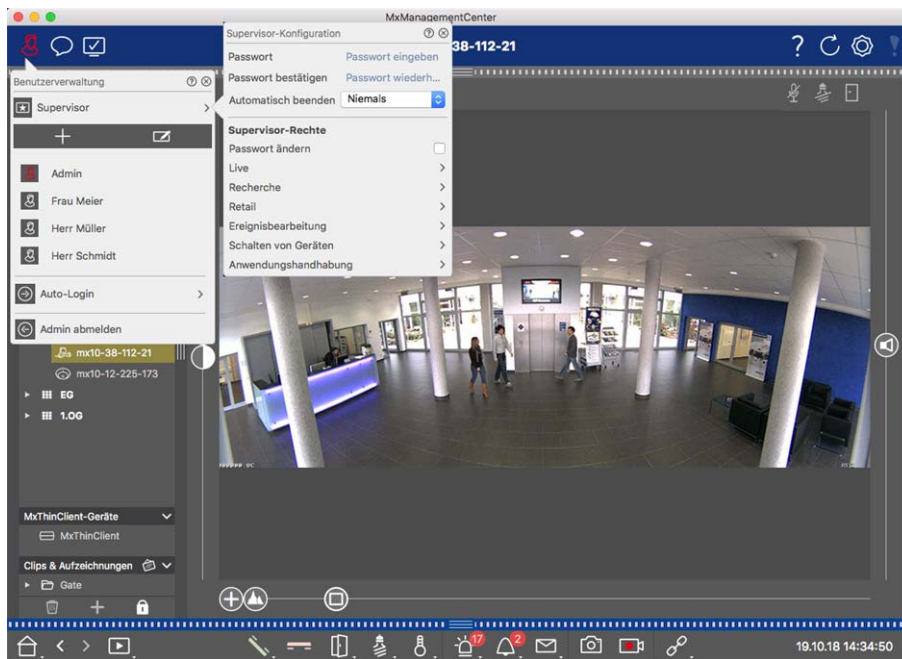 MxManagementCenter
38-112-21
?
Supervisor-Konfiguration
Passwort Passwort eingeben
Passwort bestätigen Passwort wiederh...
Automatisch beenden Niemals
Supervisor-Rechte
Passwort ändern
Live
Recherche
Retail
Ereignisbearbeitung
Schalten von Geräten
Anwendungshandhabung
Benutzerverwaltung
Supervisor
Admin
Frau Meier
Herr Müller
Herr Schmidt
Auto-Login
Admin abmelden
mx10-38-112-21
mx10-12-225-173
EG
1.OG
MxThinClient-Geräte
MxThinClient
Clips & Aufzeichnungen
Gate
17
2
19.10.18 14:34:50